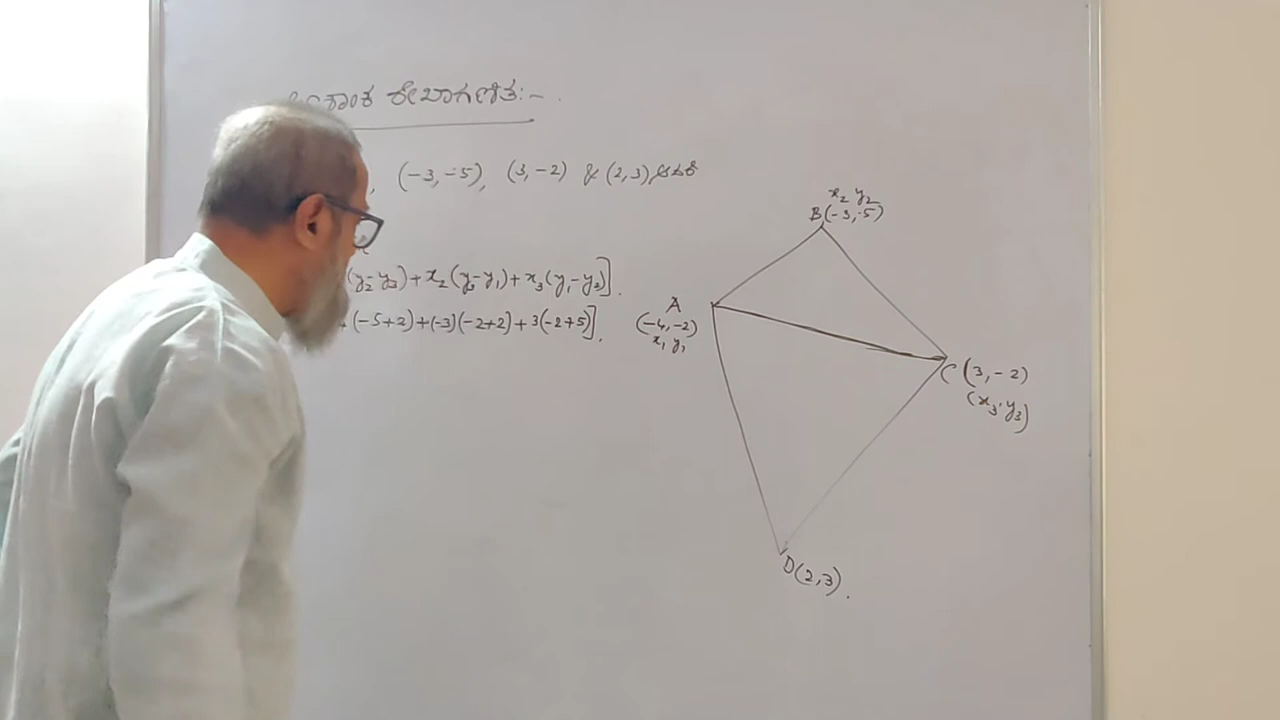 ರೇಖಾಗಣಿತ:-
(-3,-5), (3,-2) & (2,3)
(y₂-y₃)+x₂(y₃-y₁)+x₃(y₁-y₂)].
(-5+2)+(-3)(-2+2)+3(-2+5)].
x₂ y₂
B(-3,-5)
A
(-4,-2)
x₁ y₁
C(3,-2)
(x₃, y₃)
D(2,3).